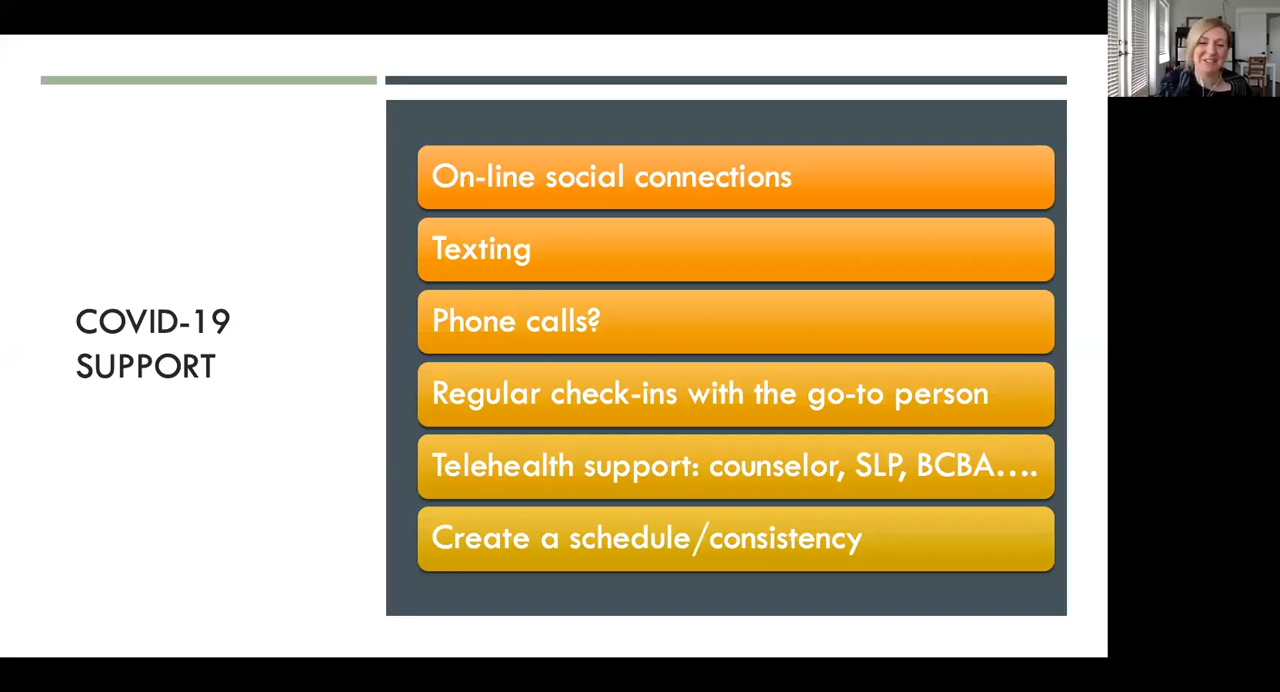 COVID-19
SUPPORT
On-line social connections
Texting
Phone calls?
Regular check-ins with the go-to person
Telehealth support: counselor, SLP, BCBA....
Create a schedule/consistency